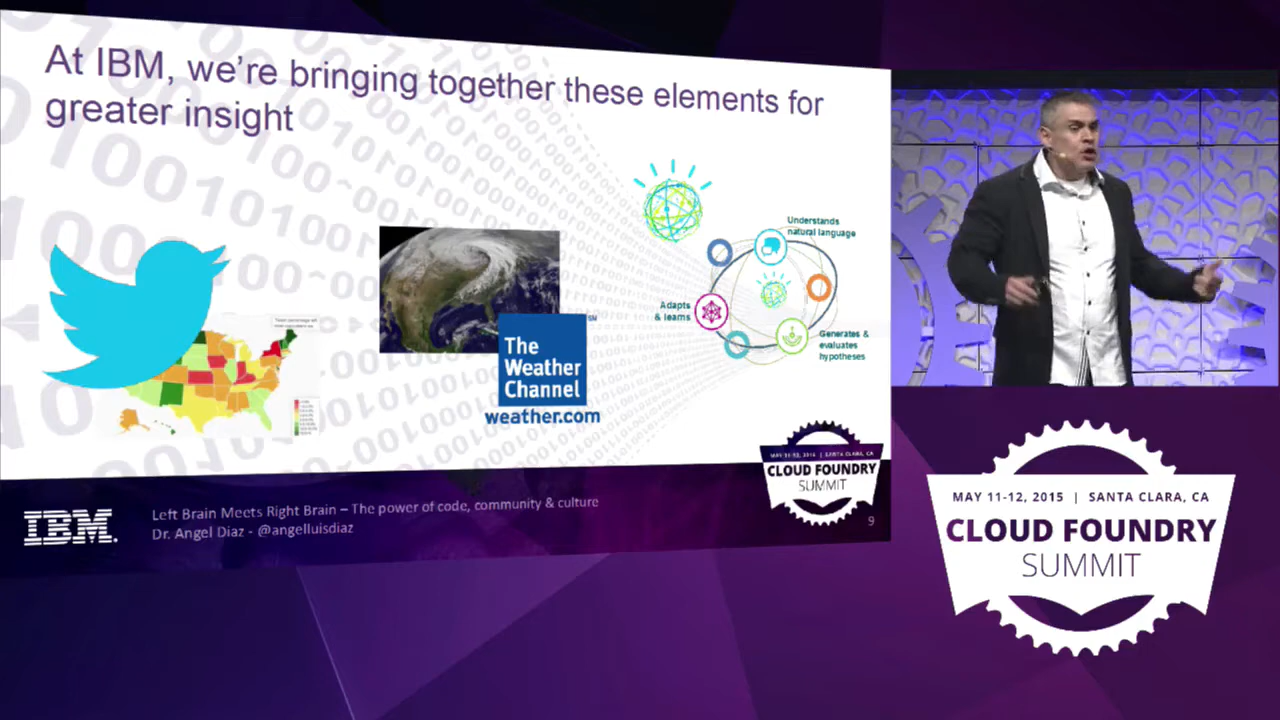 At IBM, we're bringing together these elements for
greater insight
Understands
natural language
Adapts
& learns
Generates &
evaluates
hypotheses
The
Weather
Channel
weather.com
MAY 11-12, 2015 | SANTA CLARA, CA
CLOUD FOUNDRY
SUMMIT
IBM.
Left Brain Meets Right Brain – The power of code, community & culture
Dr. Angel Diaz - @angelluisdiaz
9
MAY 11-12, 2015 | SANTA CLARA, CA
CLOUD FOUNDRY
SUMMIT